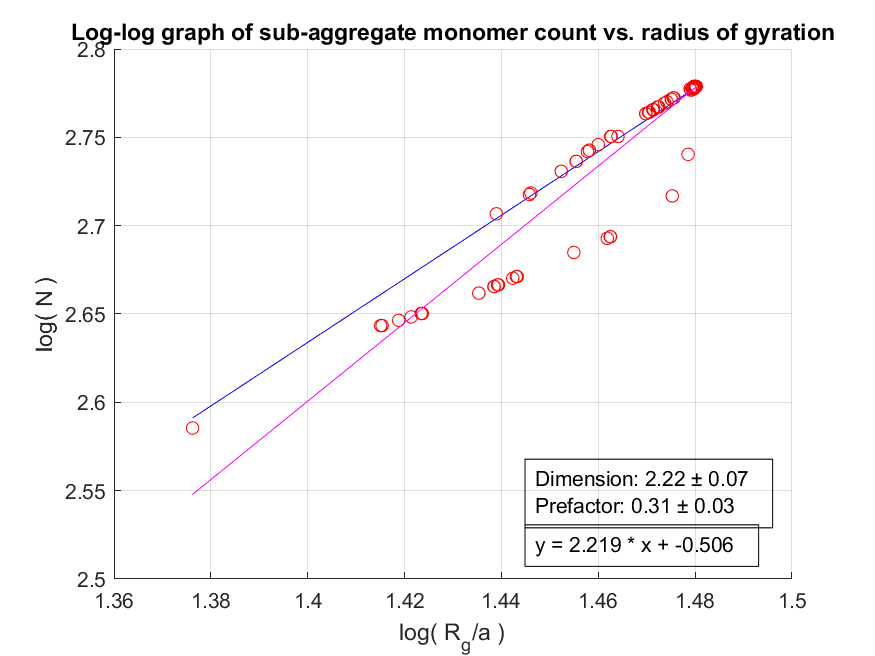 Log-log graph of sub-aggregate monomer count vs. radius of gyration
2.8
2.75
2.7
2.65
2.6
2.55
2.5
log( N )
Dimension: 2.22 ± 0.07
Prefactor: 0.31 ± 0.03
y = 2.219 * x + -0.506
1.36 1.38 1.4 1.42 1.44 1.46 1.48 1.5
log( Rg/a )